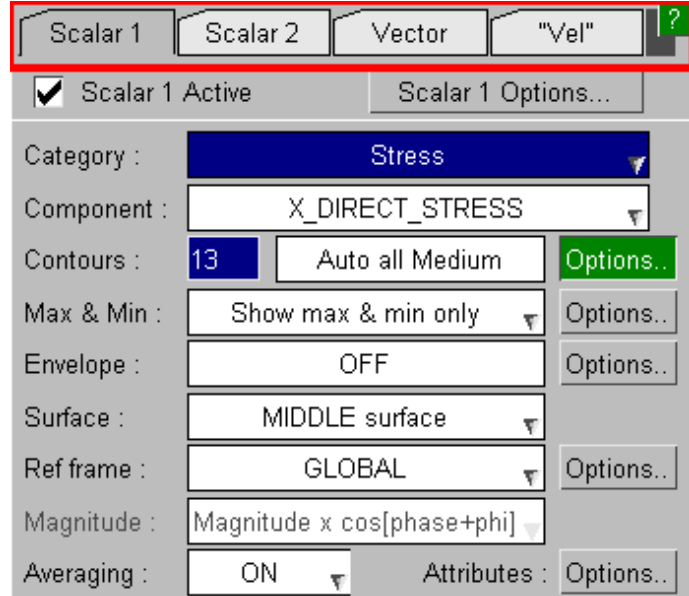 Scalar 1 Scalar 2 Vector "Vel" ?
Scalar 1 Active Scalar 1 Options...
Category : Stress
Component : X_DIRECT_STRESS
Contours : 13 Auto all Medium Options..
Max & Min : Show max & min only Options..
Envelope : OFF Options..
Surface : MIDDLE surface
Ref frame : GLOBAL Options..
Magnitude : Magnitude x cos[phase+phi]
Averaging : ON Attributes : Options..